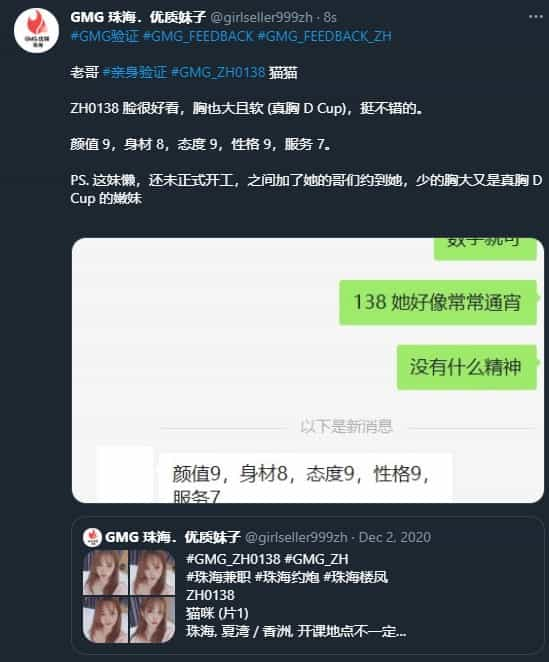 GMG 珠海．优质妹子 @girlseller999zh · 8s
#GMG验证 #GMG_FEEDBACK #GMG_FEEDBACK_ZH
老哥 #亲身验证 #GMG_ZH0138 猫猫
ZH0138 脸很好看，胸也大且软 (真胸 D Cup)，挺不错的。
颜值 9，身材 8，态度 9，性格 9，服务 7。
PS. 这妹懒，还未正式开工，之间加了她的哥们约到她，少的胸大又是真胸 D
Cup 的嫩妹
数字就可
138 她好像常常通宵
没有什么精神
以下是新消息
颜值9，身材8，态度9，性格9，
服务7
GMG 珠海．优质妹子 @girlseller999zh · Dec 2, 2020
#GMG_ZH0138 #GMG_ZH
#珠海兼职 #珠海约炮 #珠海楼凤
ZH0138
猫咪 (片1)
珠海, 夏湾 / 香洲, 开课地点不一定...